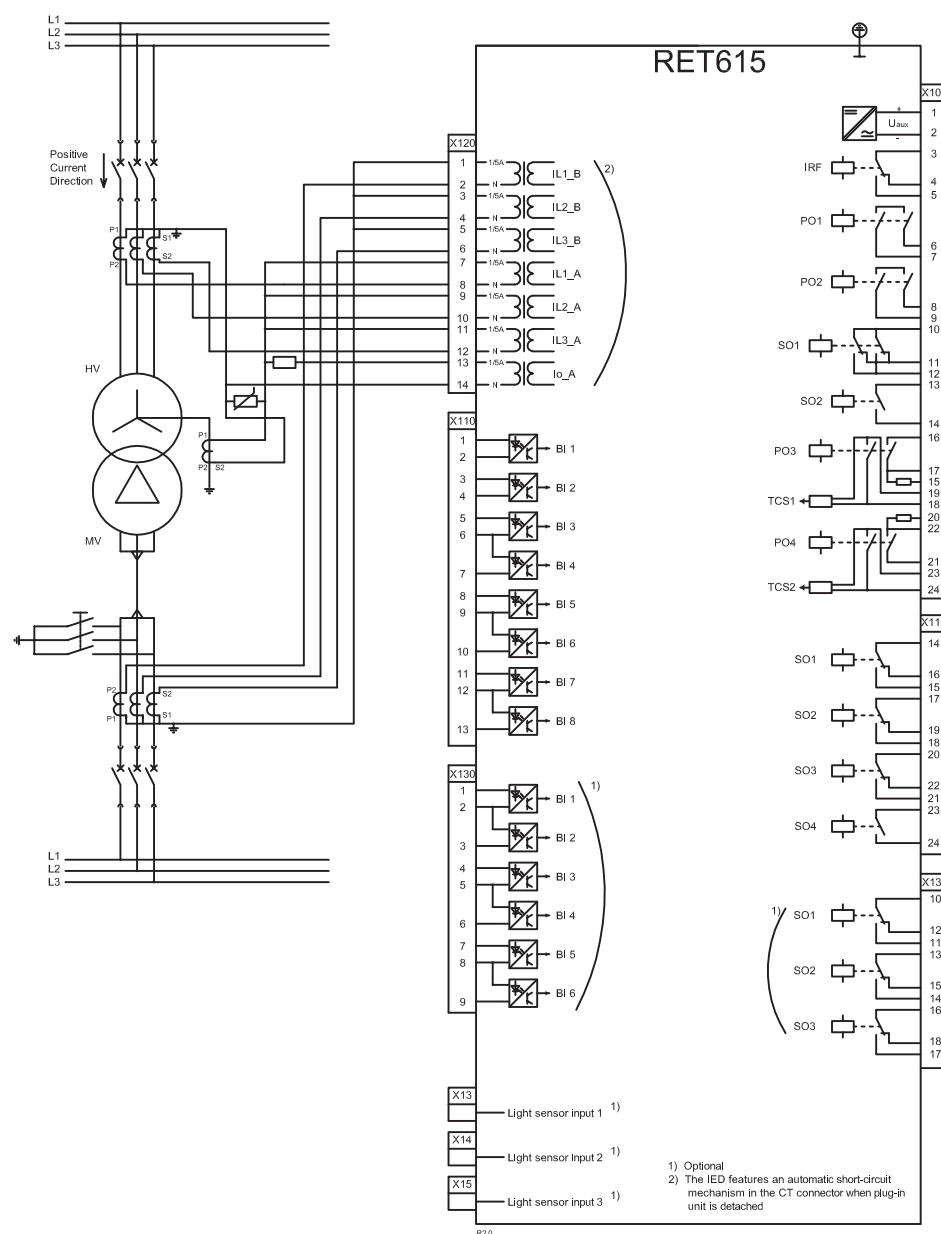 L1
L2
L3
RET615
X10
1
+
Uaux
2
-
Positive
Current
Direction
X120
1 1/5A
IL1_B
2 N
3 1/5A
IL2_B
4 N
5 1/5A
IL3_B
6 N
7 1/5A
IL1_A
8 N
9 1/5A
IL2_A
10 N
11 1/5A
IL3_A
12 N
13 1/5A
Io_A
14 N
2)
P1
S1
P2
S2
HV
P1
P2 S2
MV
P2
S2
P1
S1
L1
L2
L3
X110
1
BI 1
2
3
BI 2
4
5
BI 3
6
BI 4
7
8
BI 5
9
BI 6
10
11
BI 7
12
BI 8
13
X130
1
BI 1
2
BI 2
3
4
BI 3
5
BI 4
6
7
BI 5
8
BI 6
9
1)
X13
Light sensor input 1 1)
X14
Light sensor input 2 1)
X15
Light sensor input 3 1)
IRF
3
4
5
PO1
6
7
PO2
8
9
SO1
10
11
12
SO2
13
14
PO3
16
17
15
19
18
TCS1
20
22
PO4
21
23
TCS2
24
X11
SO1
14
16
15
SO2
17
19
18
SO3
20
22
21
SO4
23
24
X13
1) SO1
10
12
11
SO2
13
15
14
SO3
16
18
17
1) Optional
2) The IED features an automatic short-circuit
mechanism in the CT connector when plug-in
unit is detached